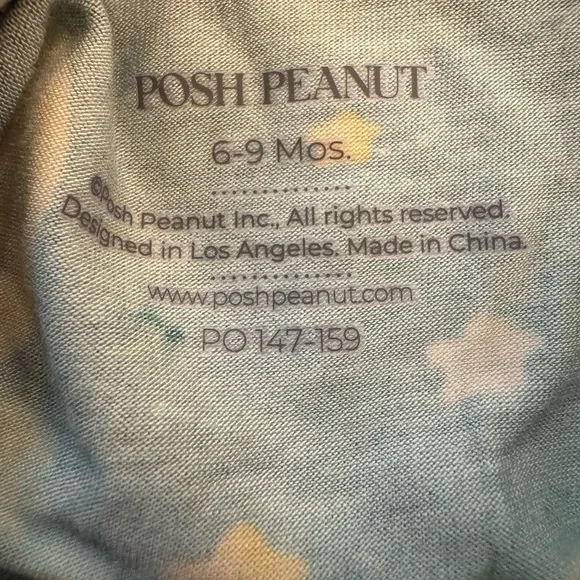 POSH PEANUT
6-9 Mos.
©Posh Peanut Inc., All rights reserved.
Designed in Los Angeles. Made in China.
www.poshpeanut.com
PO 147-159